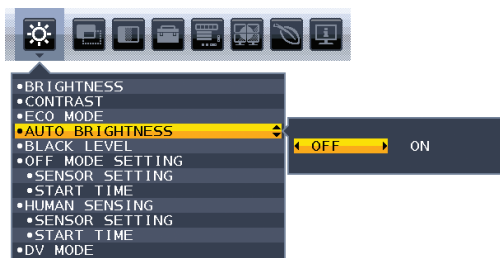 •BRIGHTNESS
•CONTRAST
•ECO MODE
•AUTO BRIGHTNESS
OFF ON
•BLACK LEVEL
•OFF MODE SETTING
•SENSOR SETTING
•START TIME
•HUMAN SENSING
•SENSOR SETTING
•START TIME
•DV MODE